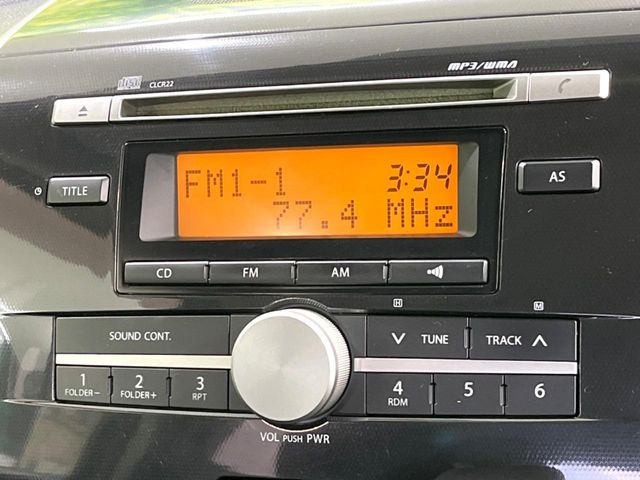 MP3/WMA
disc CLCR22
TITLE
FM1-1 3:34
77.4 MHz
AS
CD FM AM
H M
SOUND CONT. TUNE TRACK
1 2 3 4 5 6
FOLDER- FOLDER+ RPT RDM
VOL PUSH PWR